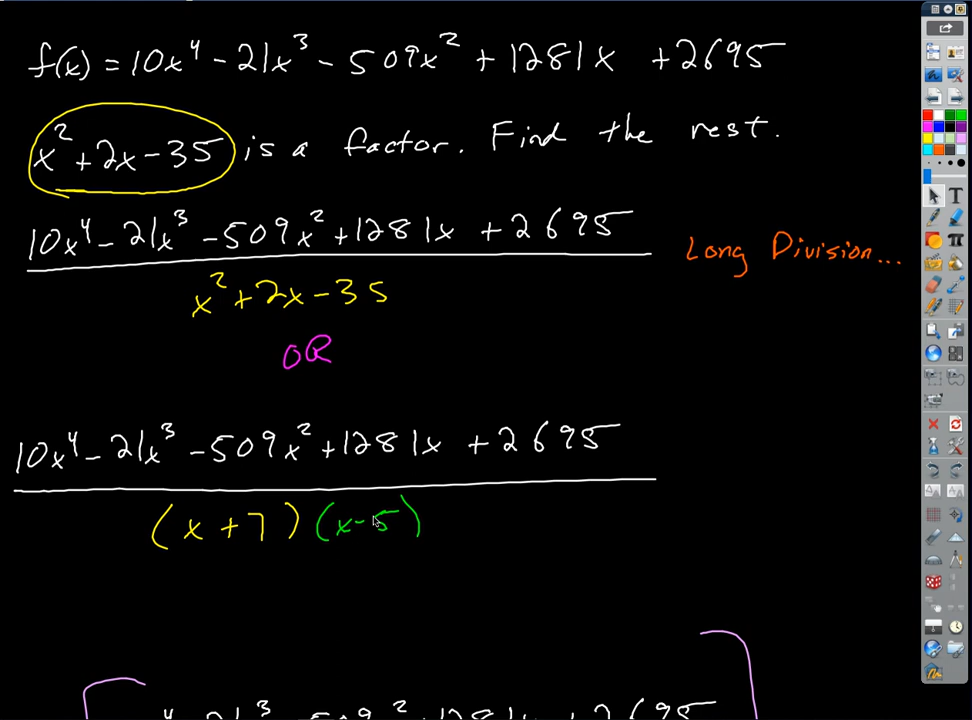 f(x) = 10x⁴ - 21x³ - 509x² + 1281x + 2695
x² + 2x - 35 is a factor. Find the rest.
10x⁴ - 21x³ - 509x² + 1281x + 2695
Long Division...
x² + 2x - 35
OR
10x⁴ - 21x³ - 509x² + 1281x + 2695
(x + 7) (x - 5)